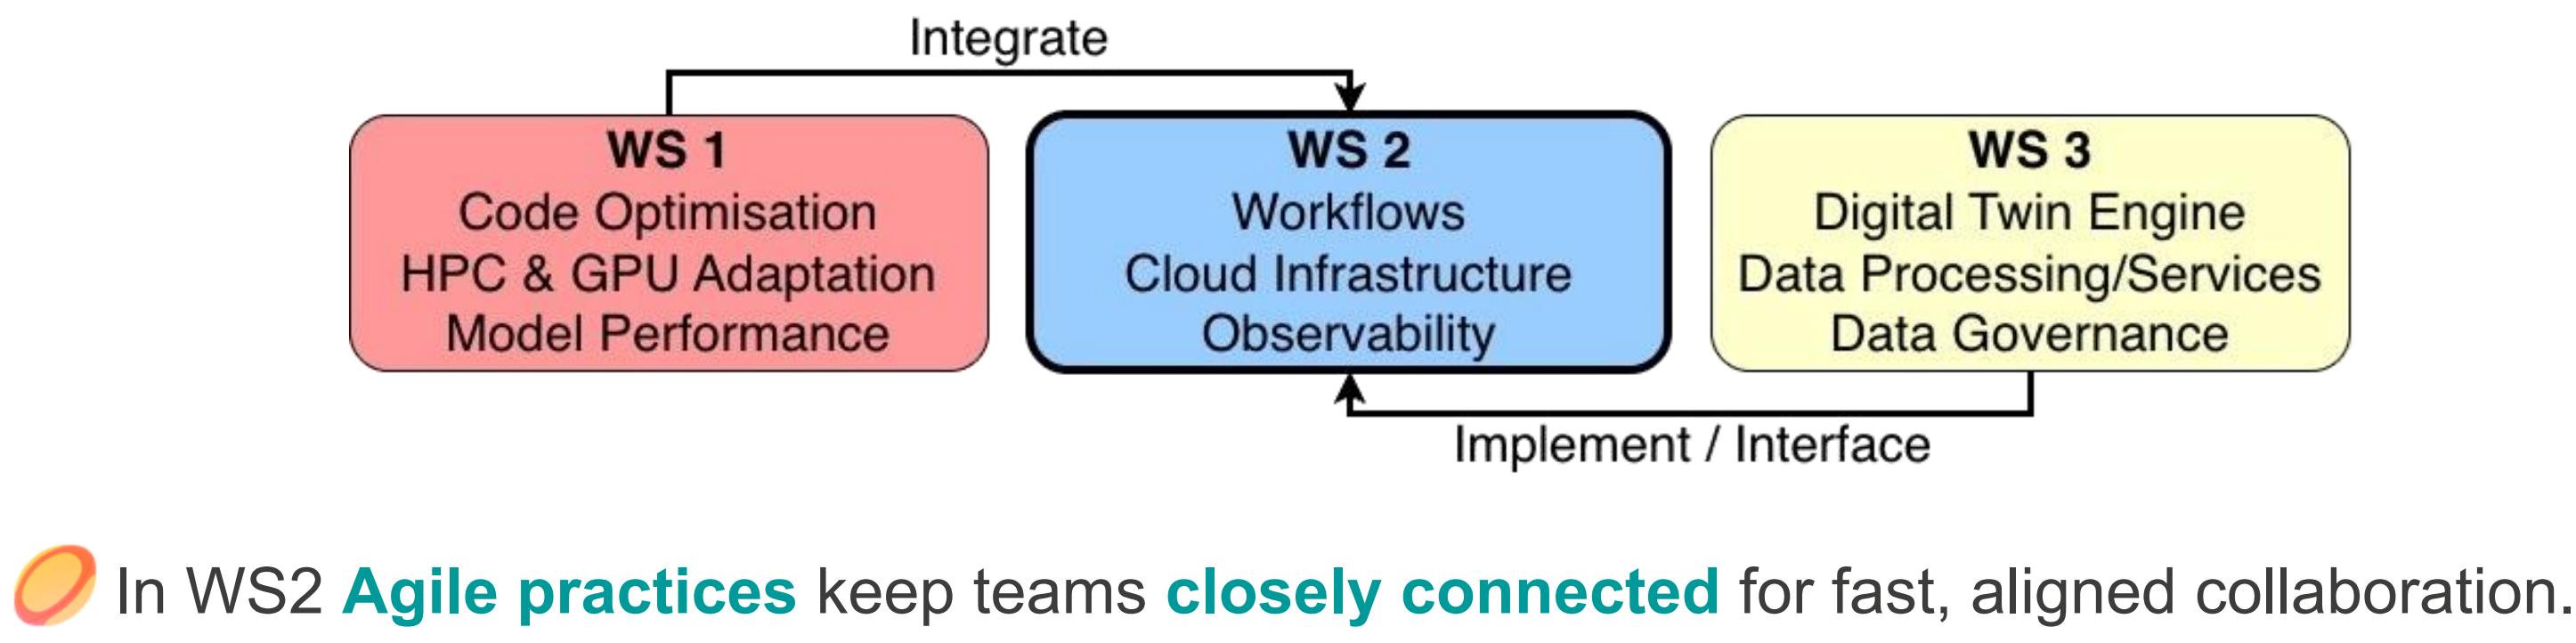 Integrate
WS 1
Code Optimisation
HPC & GPU Adaptation
Model Performance
WS 2
Workflows
Cloud Infrastructure
Observability
WS 3
Digital Twin Engine
Data Processing/Services
Data Governance
Implement / Interface
In WS2 Agile practices keep teams closely connected for fast, aligned collaboration.